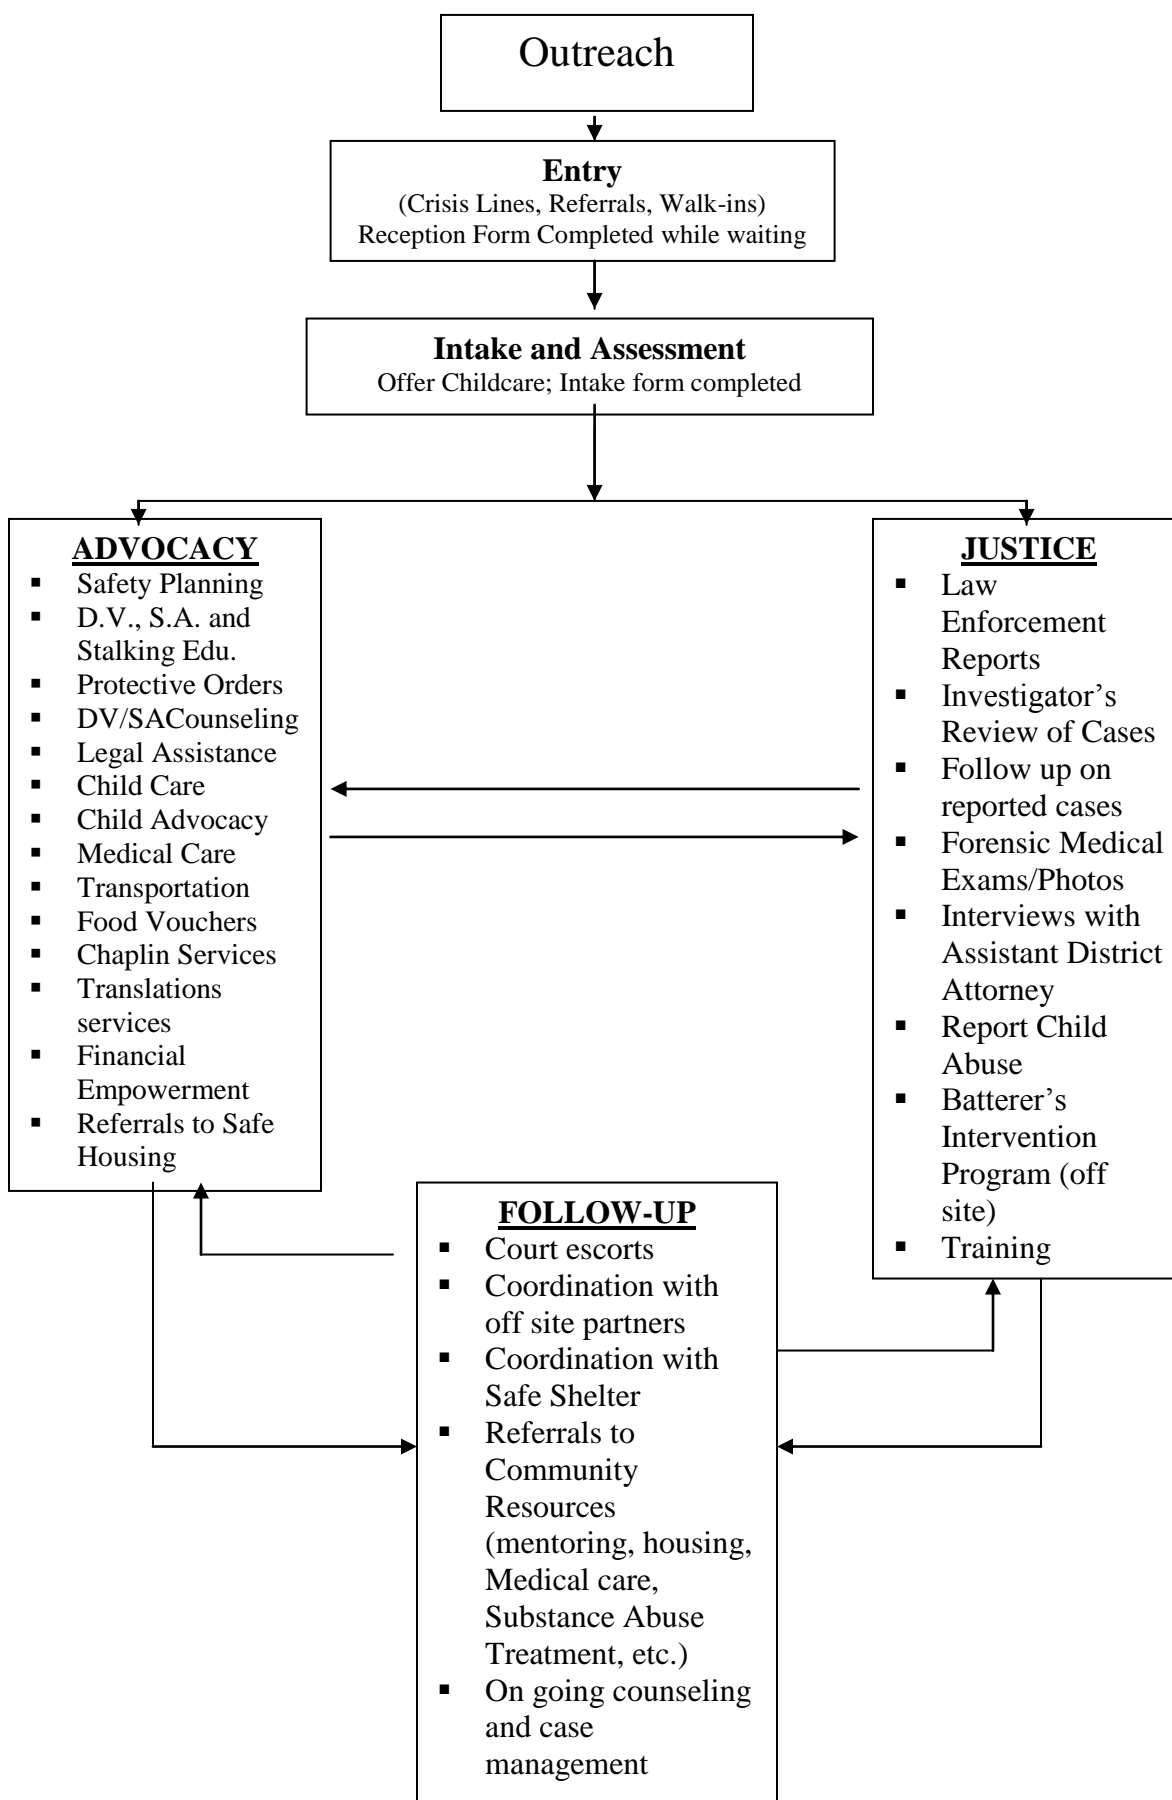 Outreach
Entry
(Crisis Lines, Referrals, Walk-ins)
Reception Form Completed while waiting
Intake and Assessment
Offer Childcare; Intake form completed
ADVOCACY
▪ Safety Planning
▪ D.V., S.A. and
Stalking Edu.
▪ Protective Orders
▪ DV/SACounseling
▪ Legal Assistance
▪ Child Care
▪ Child Advocacy
▪ Medical Care
▪ Transportation
▪ Food Vouchers
▪ Chaplin Services
▪ Translations
services
▪ Financial
Empowerment
▪ Referrals to Safe
Housing
JUSTICE
▪ Law
Enforcement
Reports
▪ Investigator’s
Review of Cases
▪ Follow up on
reported cases
▪ Forensic Medical
Exams/Photos
▪ Interviews with
Assistant District
Attorney
▪ Report Child
Abuse
▪ Batterer’s
Intervention
Program (off
site)
▪ Training
FOLLOW-UP
▪ Court escorts
▪ Coordination with
off site partners
▪ Coordination with
Safe Shelter
▪ Referrals to
Community
Resources
(mentoring, housing,
Medical care,
Substance Abuse
Treatment, etc.)
▪ On going counseling
and case
management